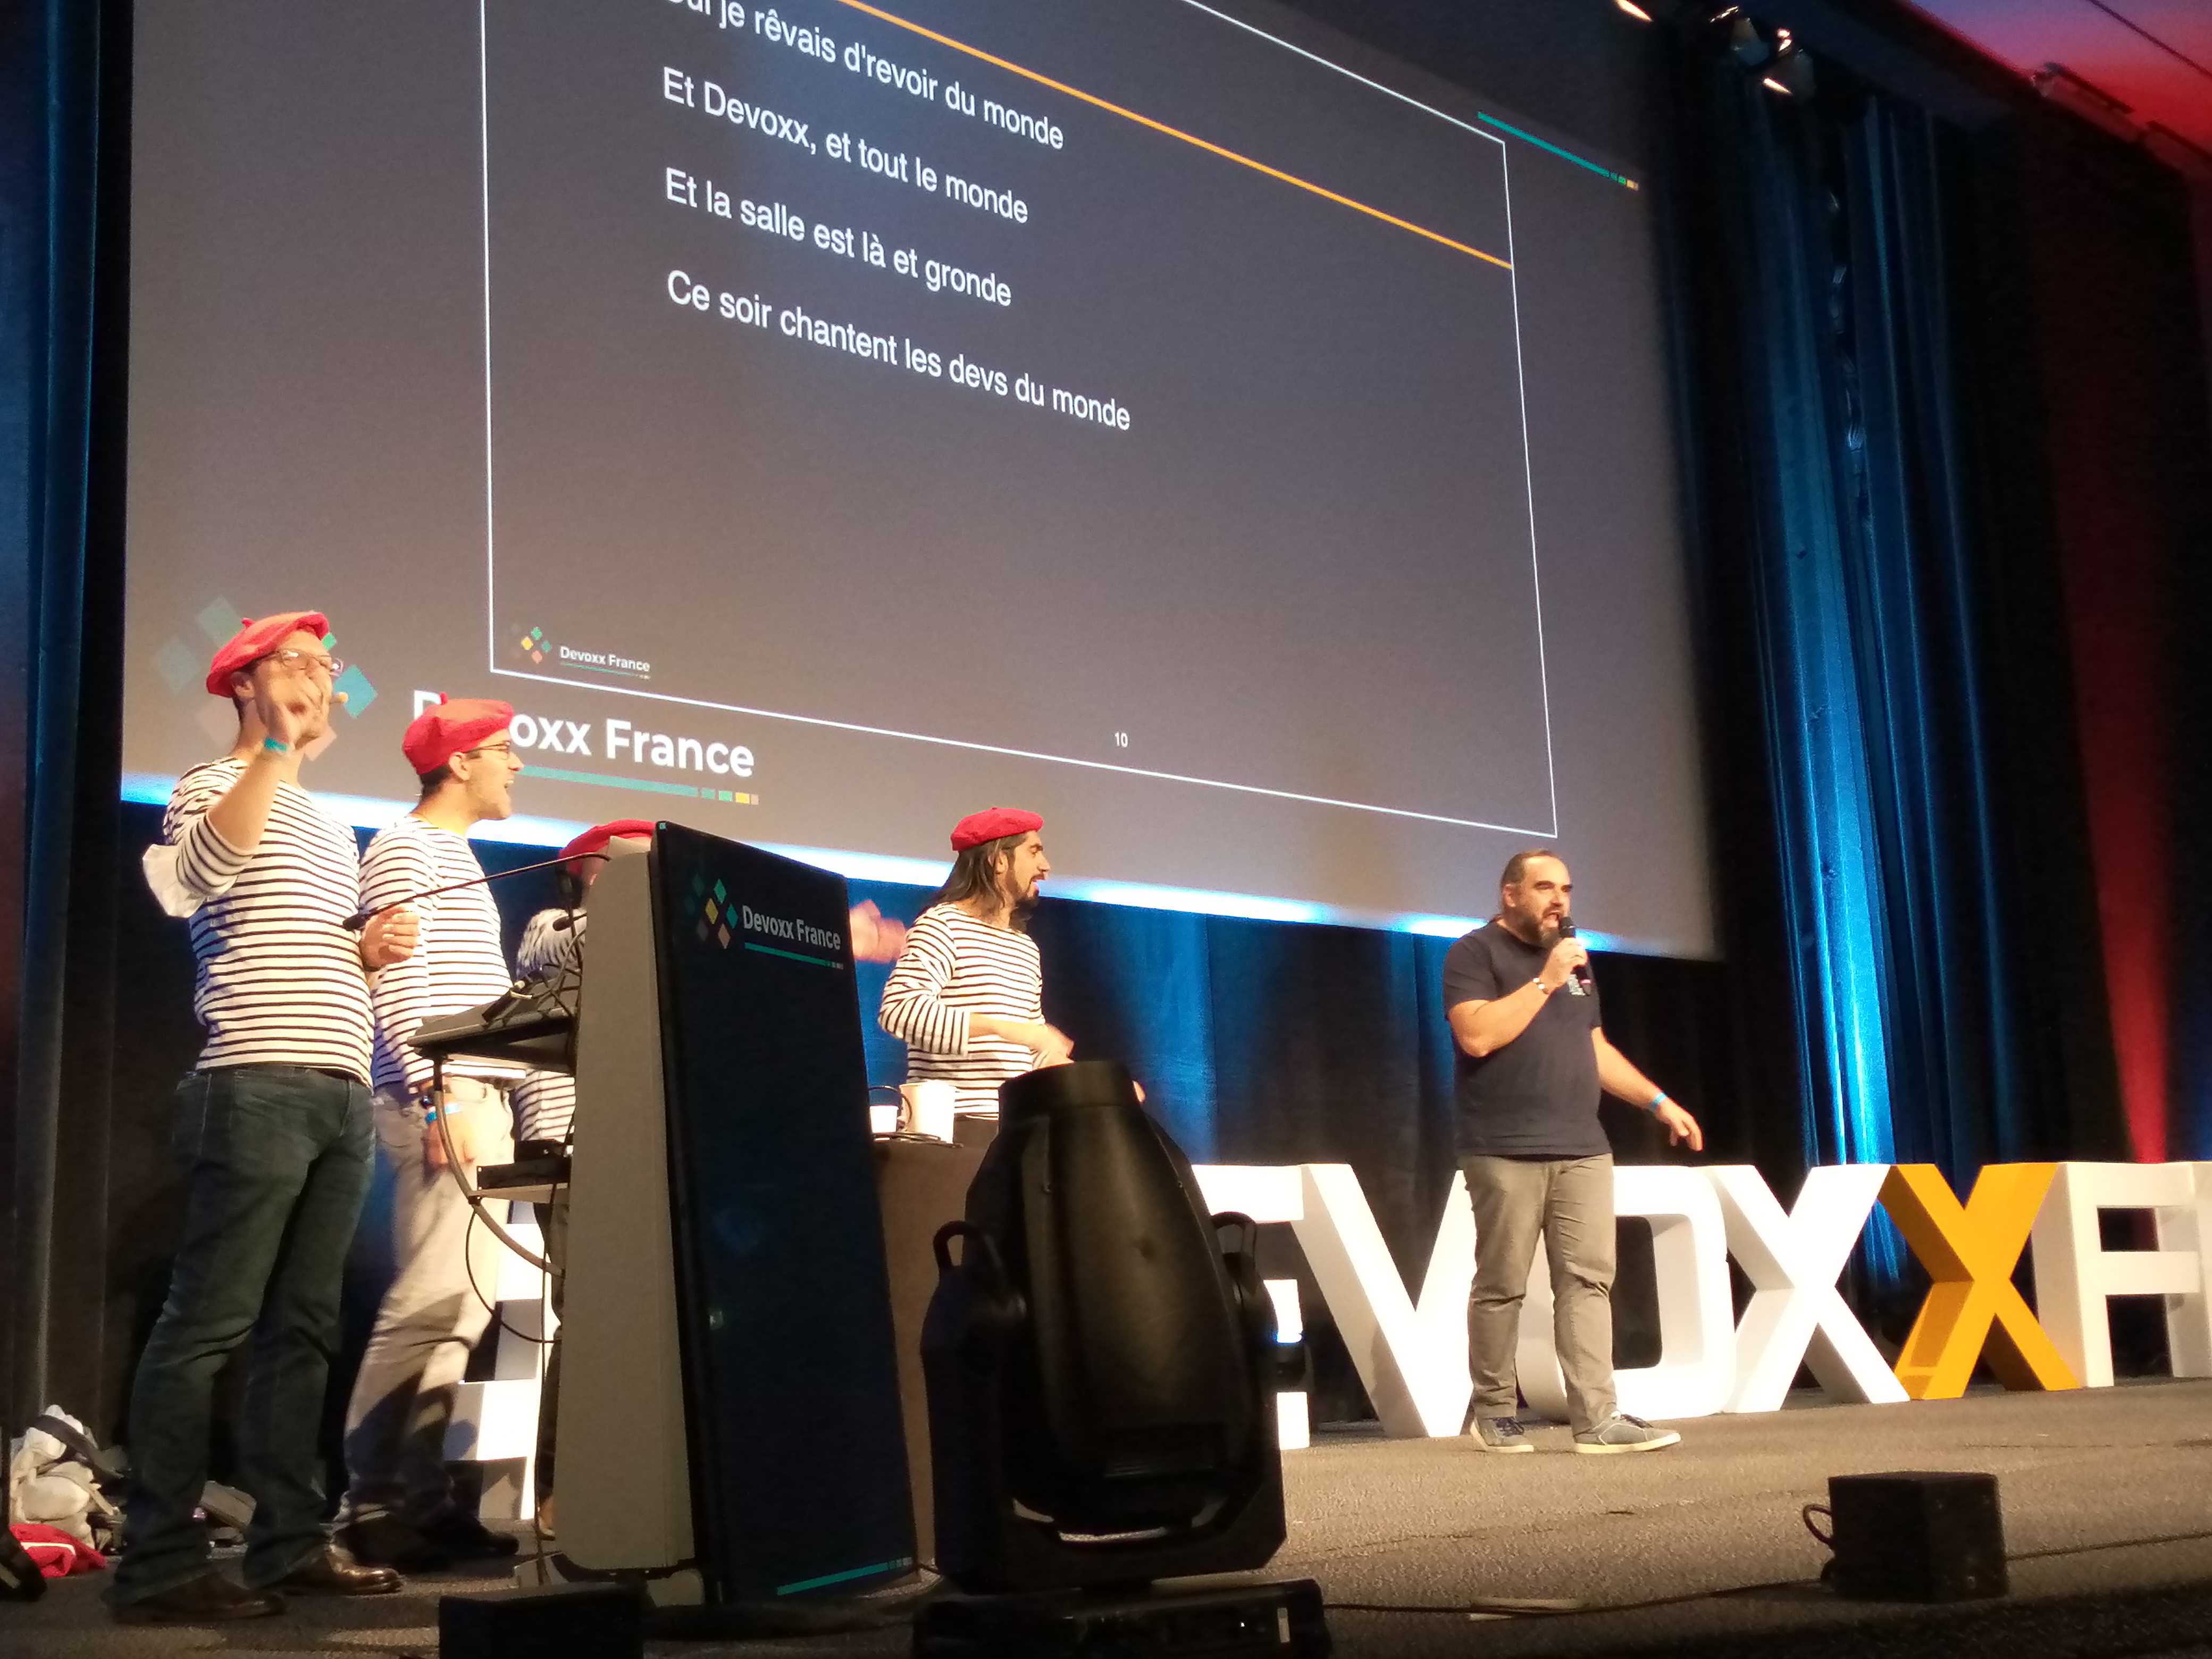 je rêvais d'revoir du monde
Et Devoxx, et tout le monde
Et la salle est là et gronde
Ce soir chantent les devs du monde
Devoxx France
10
oxx France
Devoxx France
EVOXXF